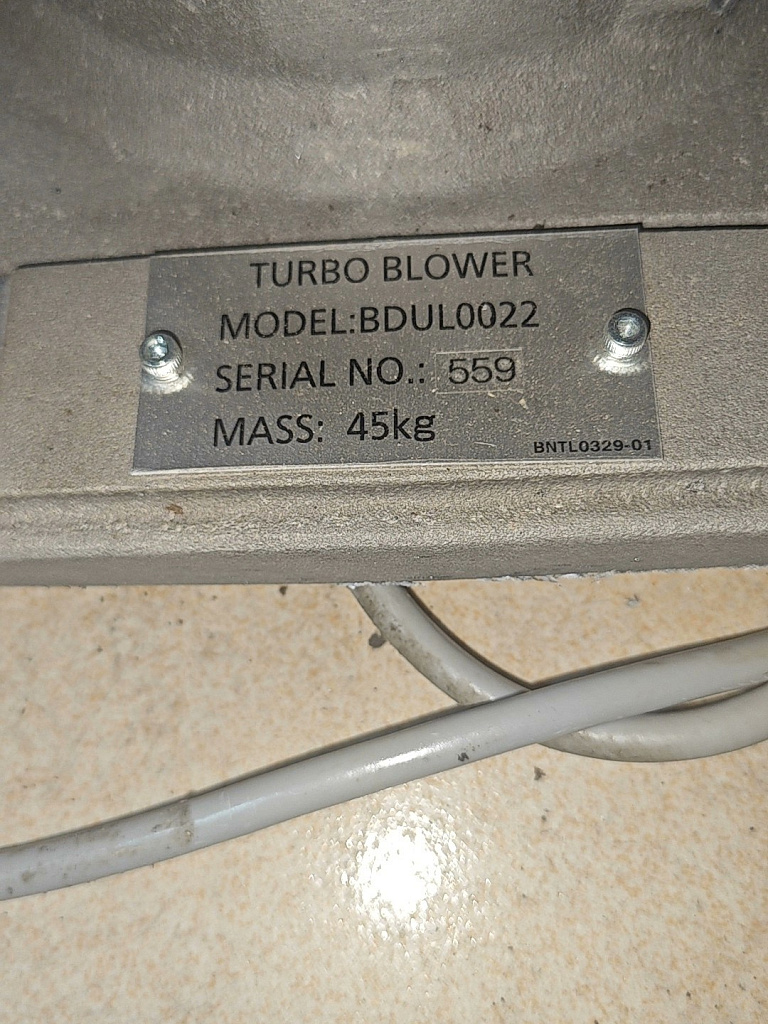 TURBO BLOWER
MODEL:BDUL0022
SERIAL NO.: 559
MASS: 45kg
BNTL0329-01